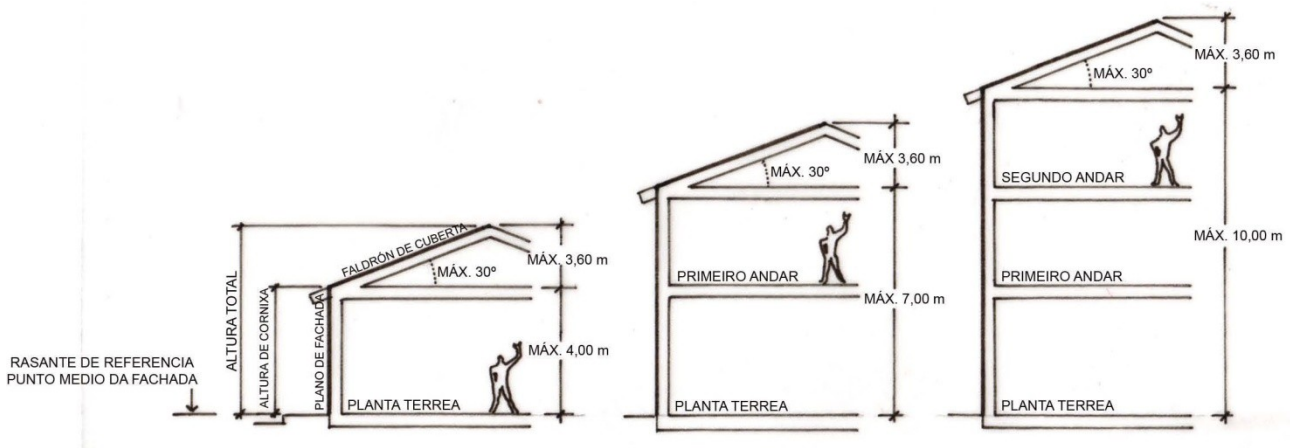 RASANTE DE REFERENCIA
PUNTO MEDIO DA FACHADA
ALTURA TOTAL
ALTURA DE CORNIXA
PLANO DE FACHADA
FALDRÓN DE CUBERTA
MÁX. 30º
MÁX. 3,60 m
MÁX. 4,00 m
PLANTA TERREA
MÁX. 30º
MÁX 3,60 m
PRIMEIRO ANDAR
MÁX. 7,00 m
PLANTA TERREA
MÁX. 30º
MÁX. 3,60 m
SEGUNDO ANDAR
MÁX. 10,00 m
PRIMEIRO ANDAR
PLANTA TERREA